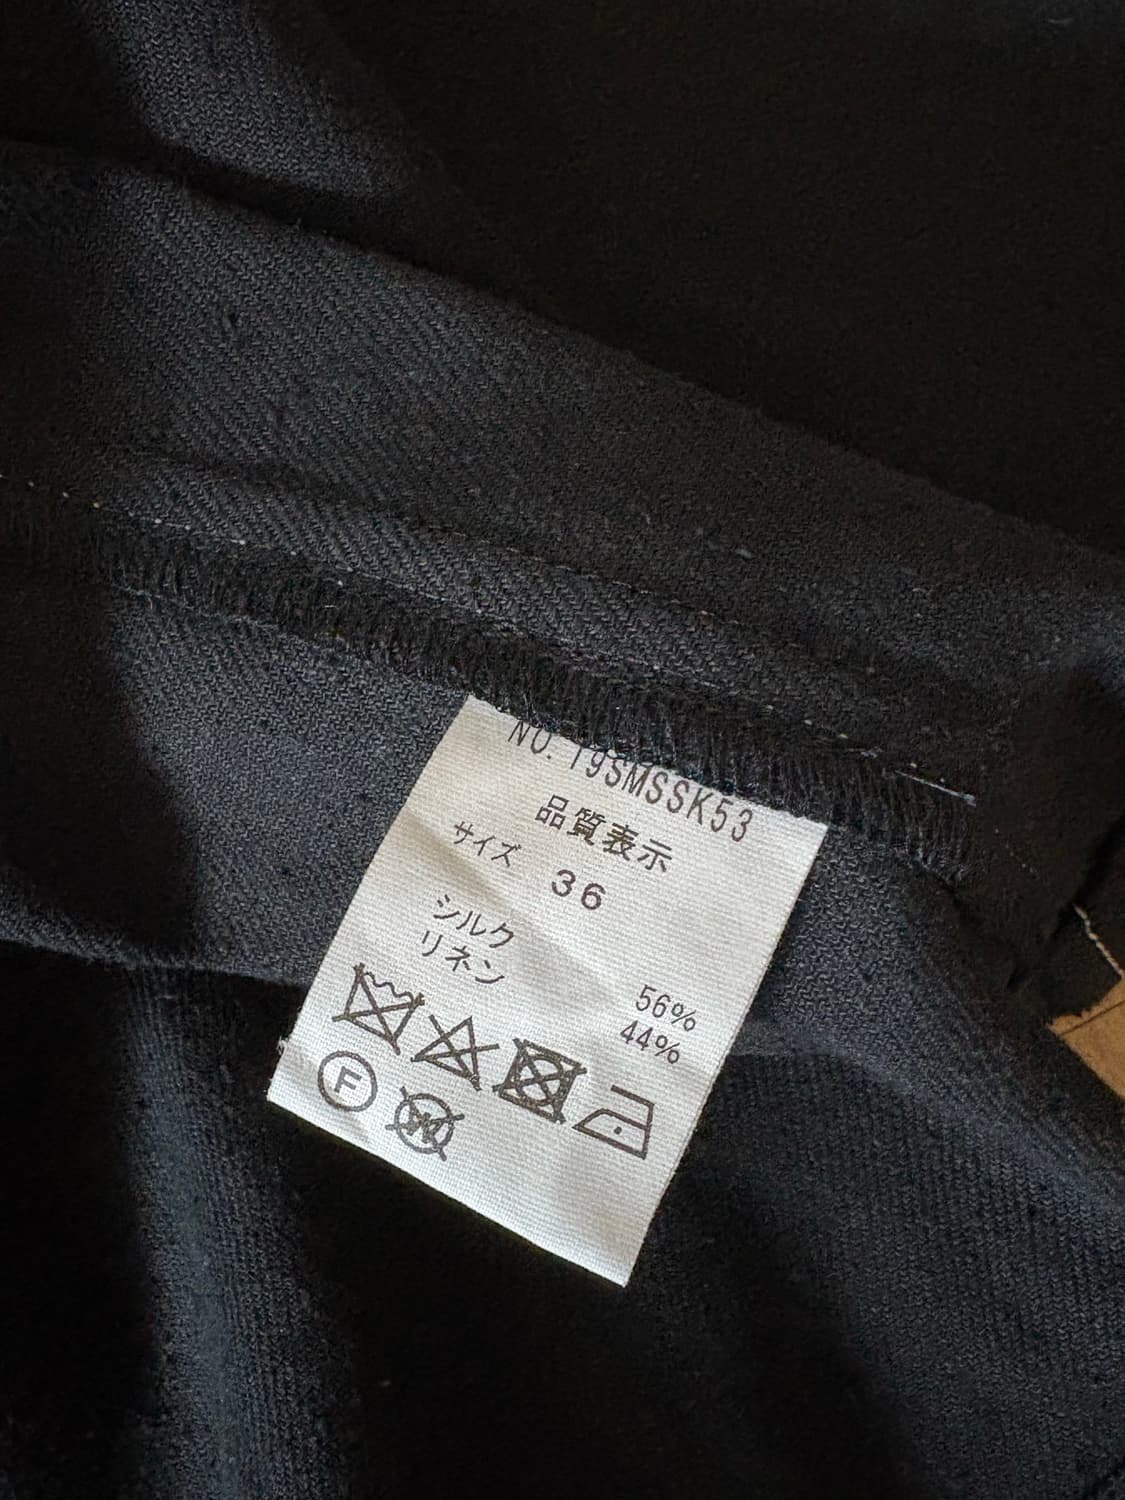 NO. 19SMSSK53
品質表示
サイズ 36
シルク 56%
リネン 44%
F
W